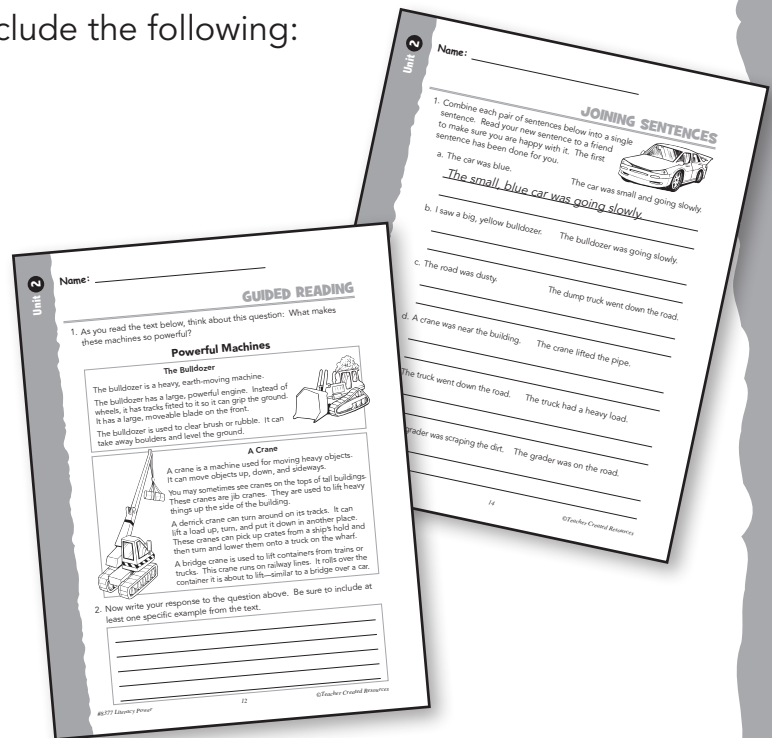 clude the following:
Unit 2
Name:
GUIDED READING
1. As you read the text below, think about this question: What makes
these machines so powerful?
Powerful Machines
The Bulldozer
The bulldozer is a heavy, earth-moving machine.
The bulldozer has a large, powerful engine. Instead of
wheels, it has tracks fitted to it so it can grip the ground.
It has a large, moveable blade on the front.
The bulldozer is used to clear brush or rubble. It can
take away boulders and level the ground.
A Crane
A crane is a machine used for moving heavy objects.
It can move objects up, down, and sideways.
You may sometimes see cranes on the tops of tall buildings.
These cranes are jib cranes. They are used to lift heavy
things up the side of the building.
A derrick crane can turn around on its tracks. It can
lift a load up, turn, and put it down in another place.
These cranes can pick up crates from a ship's hold and
then turn and lower them onto a truck on the wharf.
A bridge crane is used to lift containers from trains or
trucks. This crane runs on railway lines. It rolls over the
container it is about to lift—similar to a bridge over a car.
2. Now write your response to the question above. Be sure to include at
least one specific example from the text.
Literacy Power
12
©Teacher Created Resources
Unit 2
Name:
JOINING SENTENCES
1. Combine each pair of sentences below into a single
sentence. Read your new sentence to a friend
to make sure you are happy with it. The first
sentence has been done for you.
a. The car was blue. The car was small and going slowly.
The small, blue car was going slowly.
b. I saw a big, yellow bulldozer. The bulldozer was going slowly.
c. The road was dusty. The dump truck went down the road.
d. A crane was near the building. The crane lifted the pipe.
The truck went down the road. The truck had a heavy load.
grader was scraping the dirt. The grader was on the road.
14
©Teacher Created Resources